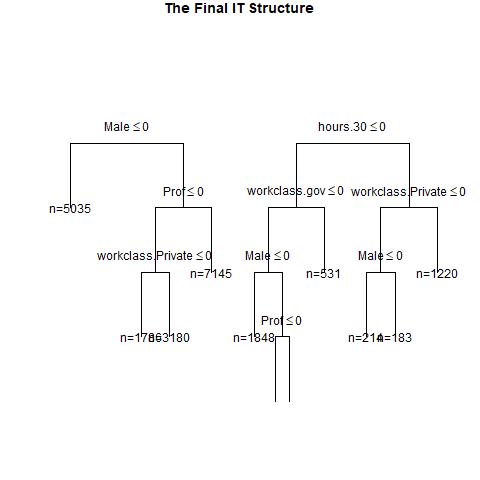 The Final IT Structure
Male ≤ 0
hours.30 ≤ 0
Prof ≤ 0
workclass.gov ≤ 0
workclass.Private ≤ 0
n=5035
workclass.Private ≤ 0
n=7145
Male ≤ 0
n=531
Male ≤ 0
n=1220
Prof ≤ 0
n=3180
n=1848
n=214
n=183